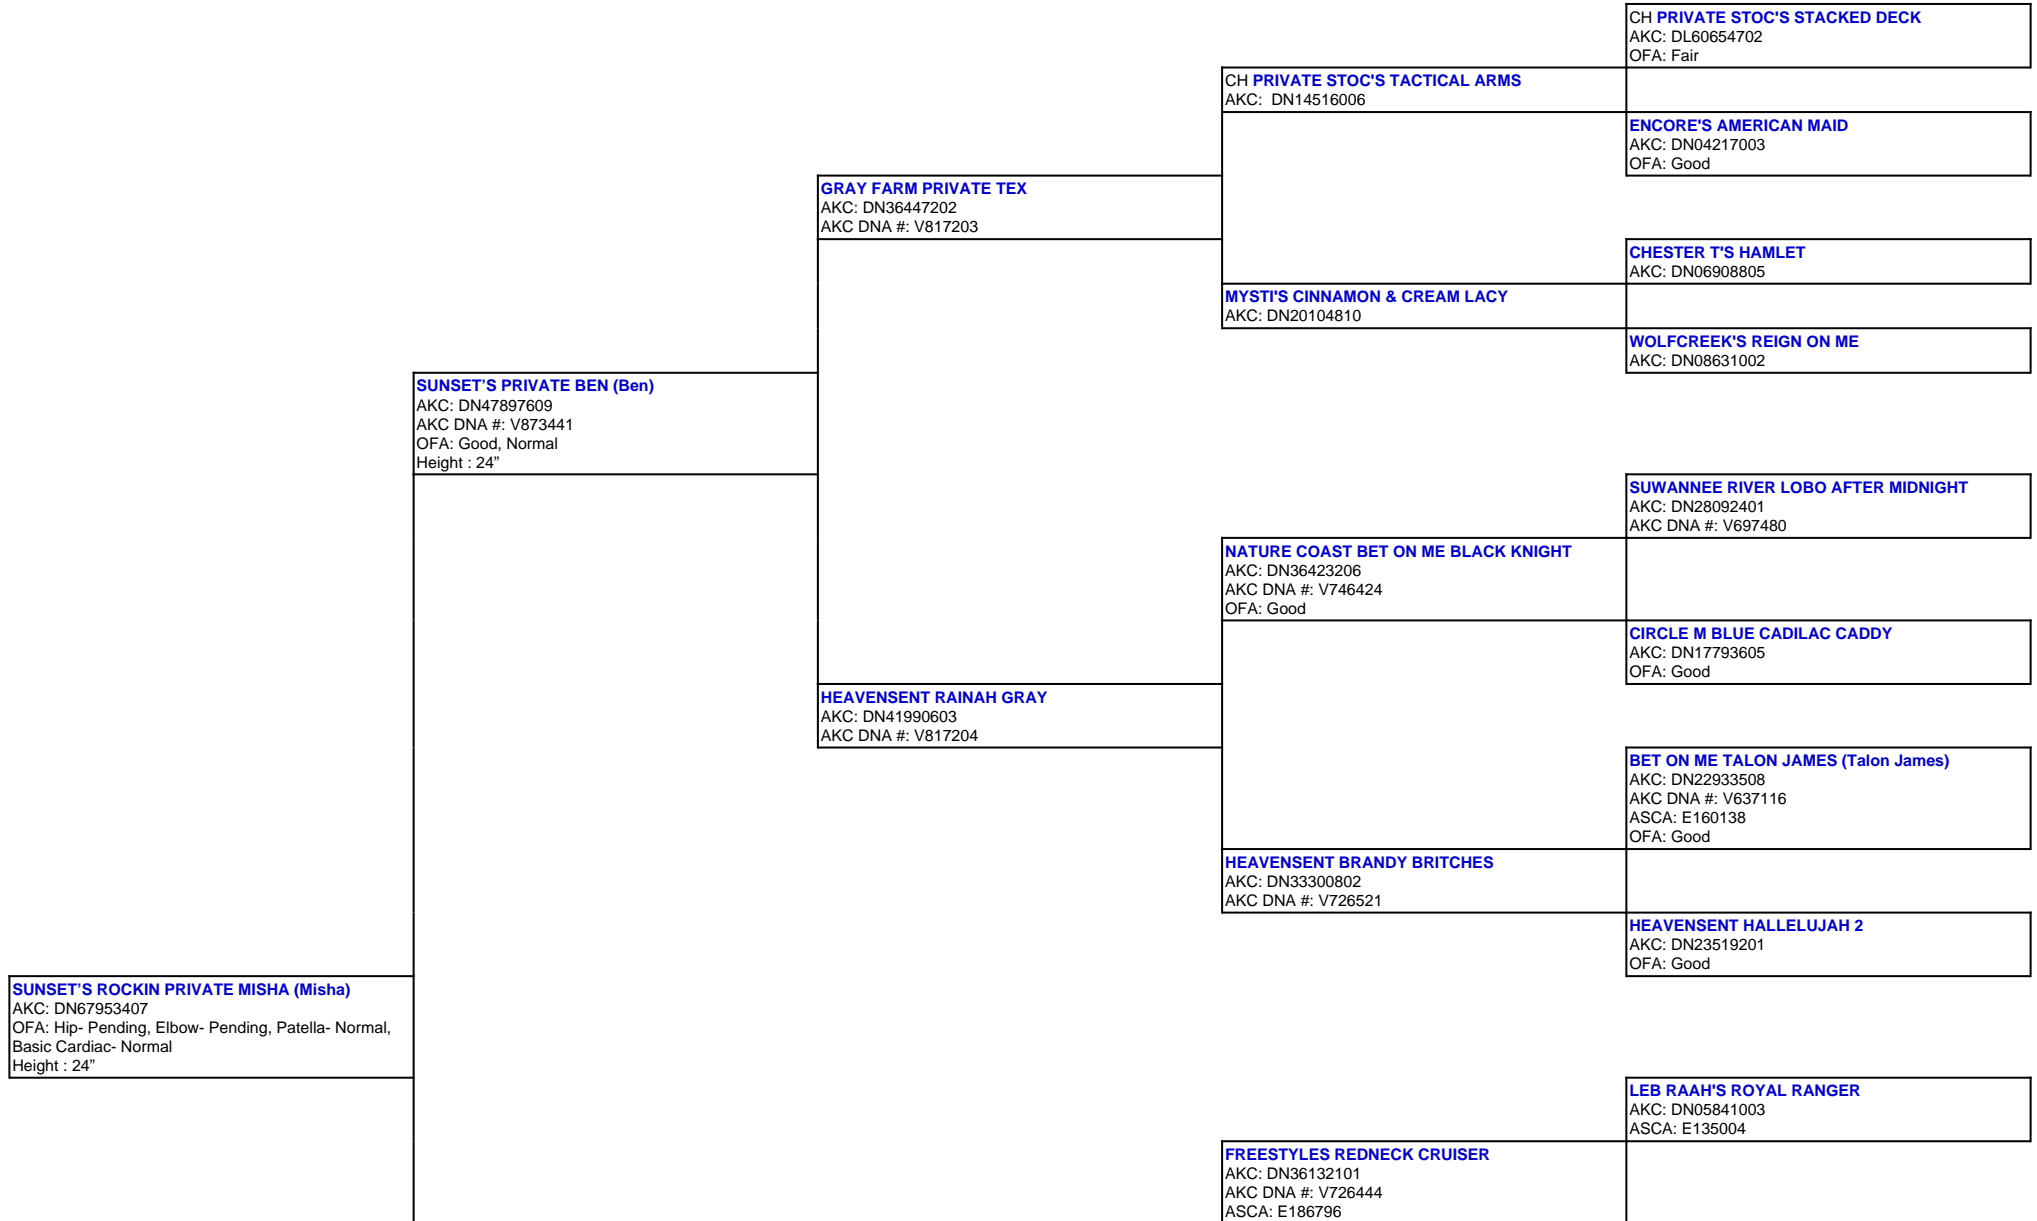 CH PRIVATE STOC'S STACKED DECK
AKC: DL60654702
OFA: Fair
CH PRIVATE STOC'S TACTICAL ARMS
AKC:  DN14516006
ENCORE'S AMERICAN MAID
AKC: DN04217003
OFA: Good
GRAY FARM PRIVATE TEX
AKC: DN36447202
AKC DNA #: V817203
CHESTER T'S HAMLET
AKC: DN06908805
MYSTI'S CINNAMON & CREAM LACY
AKC: DN20104810
WOLFCREEK'S REIGN ON ME
AKC: DN08631002
SUNSET’S PRIVATE BEN (Ben)
AKC: DN47897609
AKC DNA #: V873441
OFA: Good, Normal
Height : 24”
SUWANNEE RIVER LOBO AFTER MIDNIGHT
AKC: DN28092401
AKC DNA #: V697480
NATURE COAST BET ON ME BLACK KNIGHT
AKC: DN36423206
AKC DNA #: V746424
OFA: Good
CIRCLE M BLUE CADILAC CADDY
AKC: DN17793605
OFA: Good
HEAVENSENT RAINAH GRAY
AKC: DN41990603
AKC DNA #: V817204
BET ON ME TALON JAMES (Talon James)
AKC: DN22933508
AKC DNA #: V637116
ASCA: E160138
OFA: Good
HEAVENSENT BRANDY BRITCHES
AKC: DN33300802
AKC DNA #: V726521
HEAVENSENT HALLELUJAH 2
AKC: DN23519201
OFA: Good
SUNSET’S ROCKIN PRIVATE MISHA (Misha)
AKC: DN67953407
OFA: Hip- Pending, Elbow- Pending, Patella- Normal,
Basic Cardiac- Normal
Height : 24”
LEB RAAH'S ROYAL RANGER
AKC: DN05841003
ASCA: E135004
FREESTYLES REDNECK CRUISER
AKC: DN36132101
AKC DNA #: V726444
ASCA: E186796